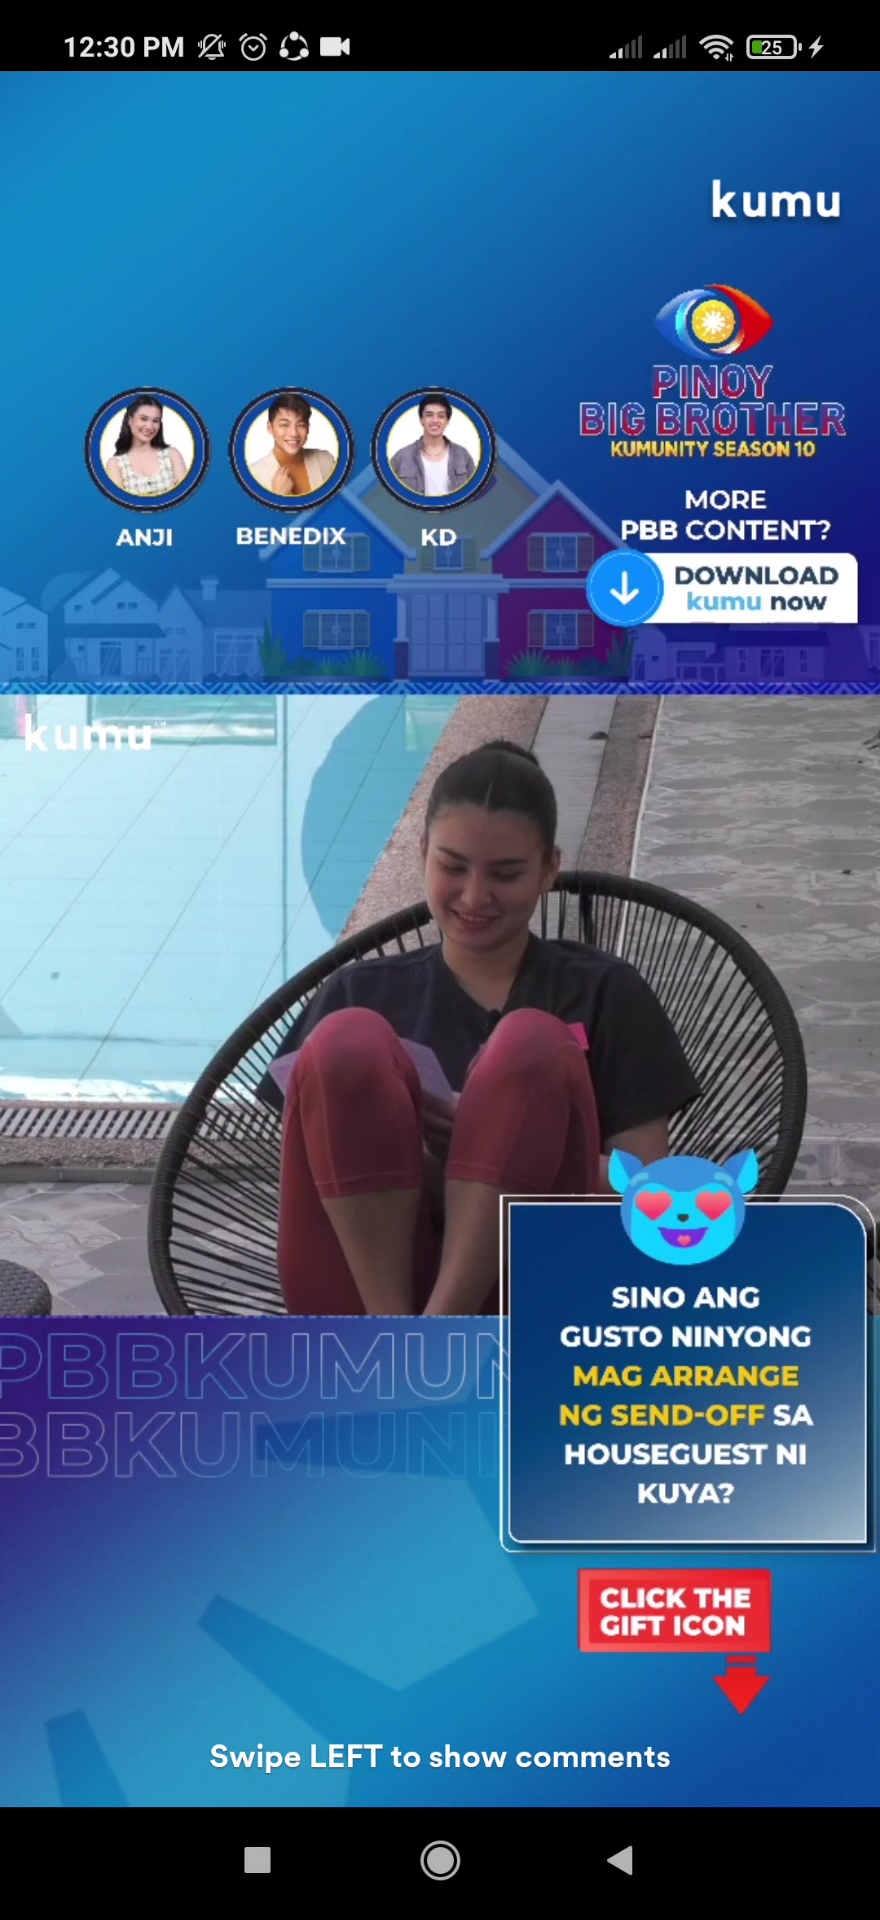 12:30 PM
25
kumu
PINOY
BIG BROTHER
KUMUNITY SEASON 10
ANJI
BENEDIX
KD
MORE
PBB CONTENT?
DOWNLOAD
kumu now
kumu™
SINO ANG
GUSTO NINYONG
MAG ARRANGE
NG SEND-OFF SA
HOUSEGUEST NI
KUYA?
PBBKUMUN
BBKUMUNI
CLICK THE
GIFT ICON
Swipe LEFT to show comments